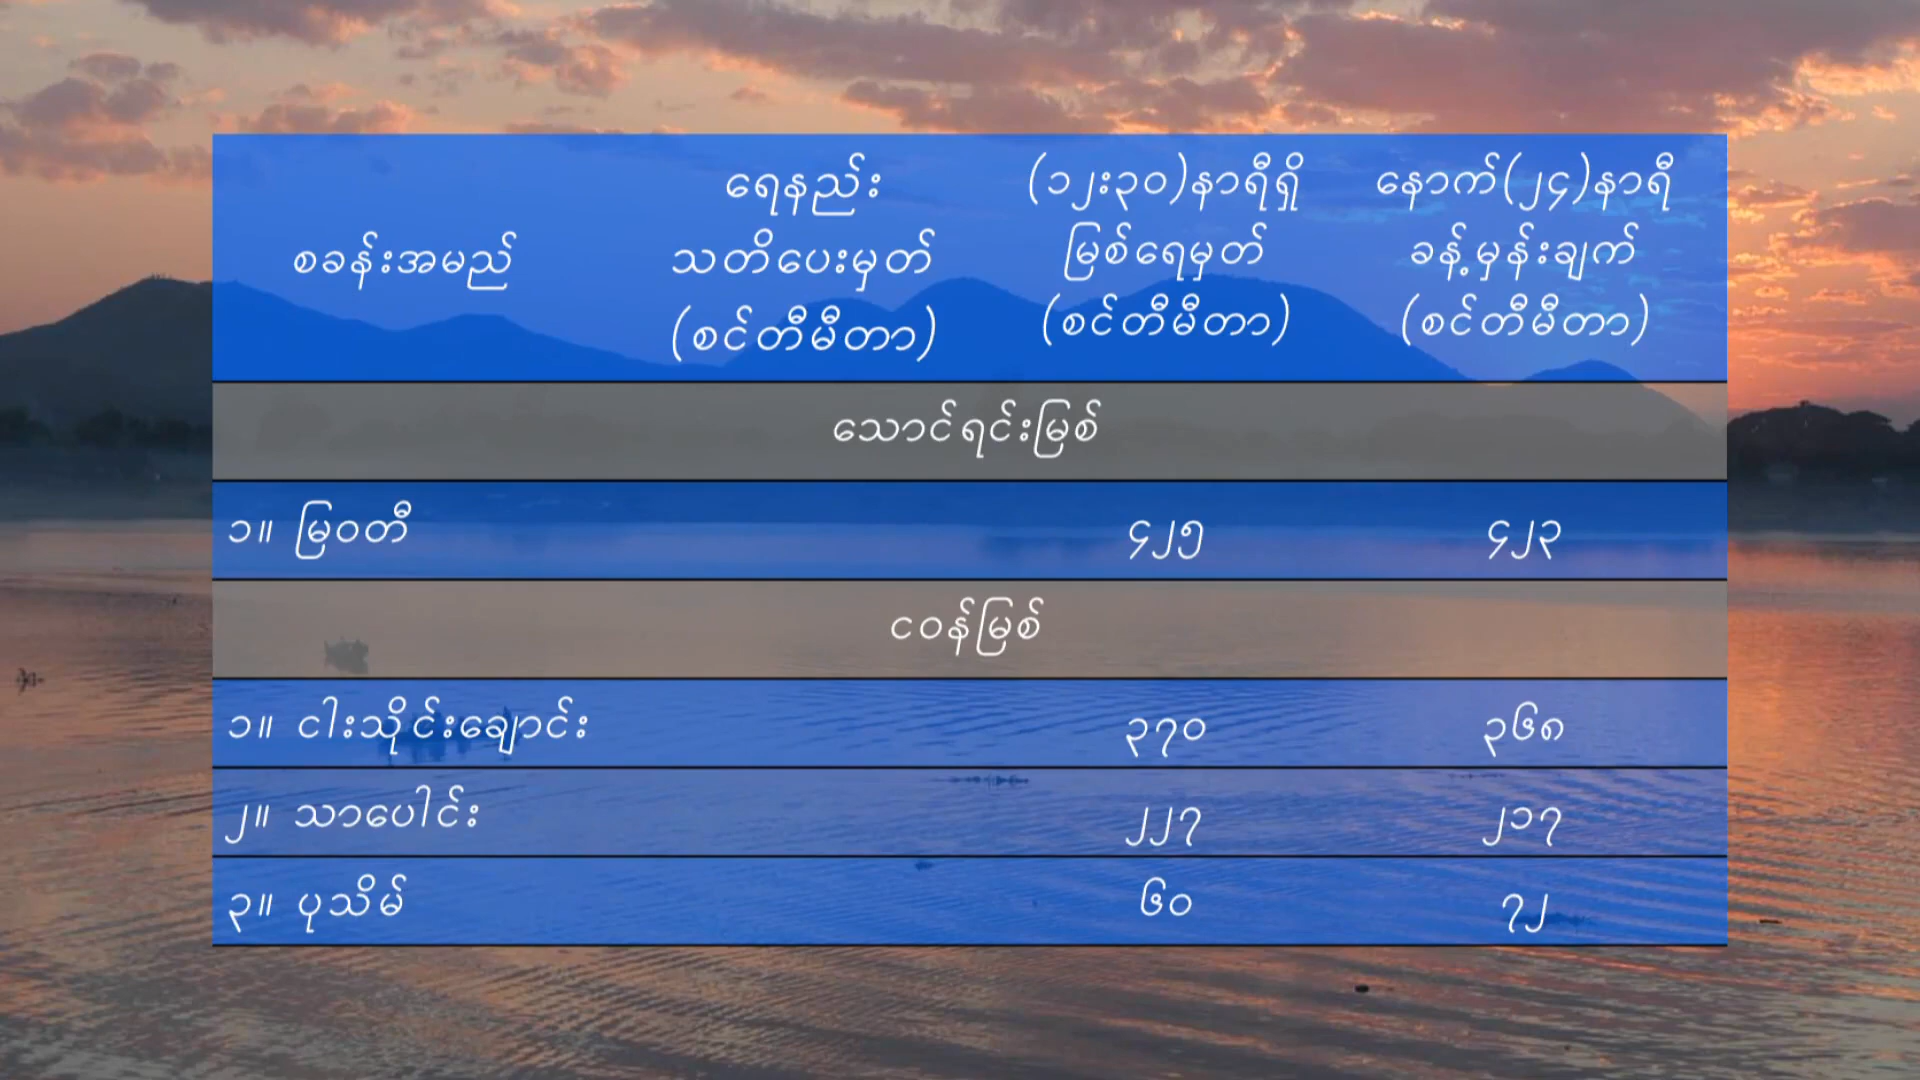 စခန်းအမည်
ရေနည်း
သတိပေးမှတ်
(စင်တီမီတာ)
(၁၂း၃၀)နာရီရှိ
မြစ်ရေမှတ်
(စင်တီမီတာ)
နောက်(၂၄)နာရီ
ခန့်မှန်းချက်
(စင်တီမီတာ)
သောင်ရင်းမြစ်
၁။ မြဝတီ ၄၂၅ ၄၂၃
ငဝန်မြစ်
၁။ ငါးသိုင်းချောင်း ၃၇၀ ၃၆၈
၂။ သာပေါင်း ၂၂၇ ၂၁၇
၃။ ပုသိမ် ၆၀ ၇၂